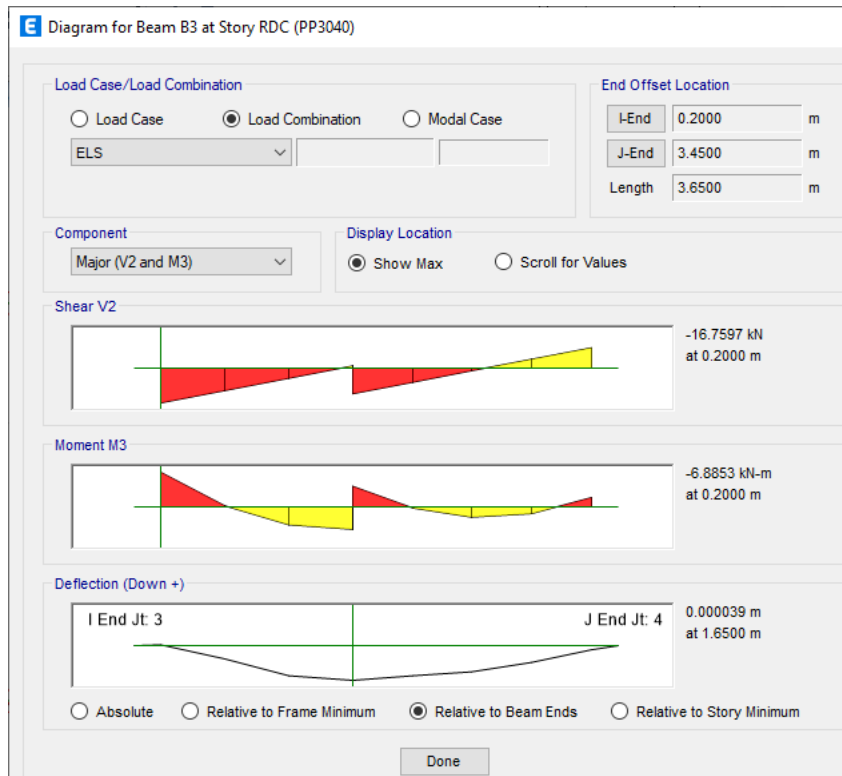 E Diagram for Beam B3 at Story RDC (PP3040)
Load Case/Load Combination
Load Case Load Combination Modal Case
ELS
End Offset Location
I-End 0.2000 m
J-End 3.4500 m
Length 3.6500 m
Component
Major (V2 and M3)
Display Location
Show Max Scroll for Values
Shear V2
-16.7597 kN
at 0.2000 m
Moment M3
-6.8853 kN-m
at 0.2000 m
Deflection (Down +)
I End Jt: 3 J End Jt: 4
0.000039 m
at 1.6500 m
Absolute Relative to Frame Minimum Relative to Beam Ends Relative to Story Minimum
Done